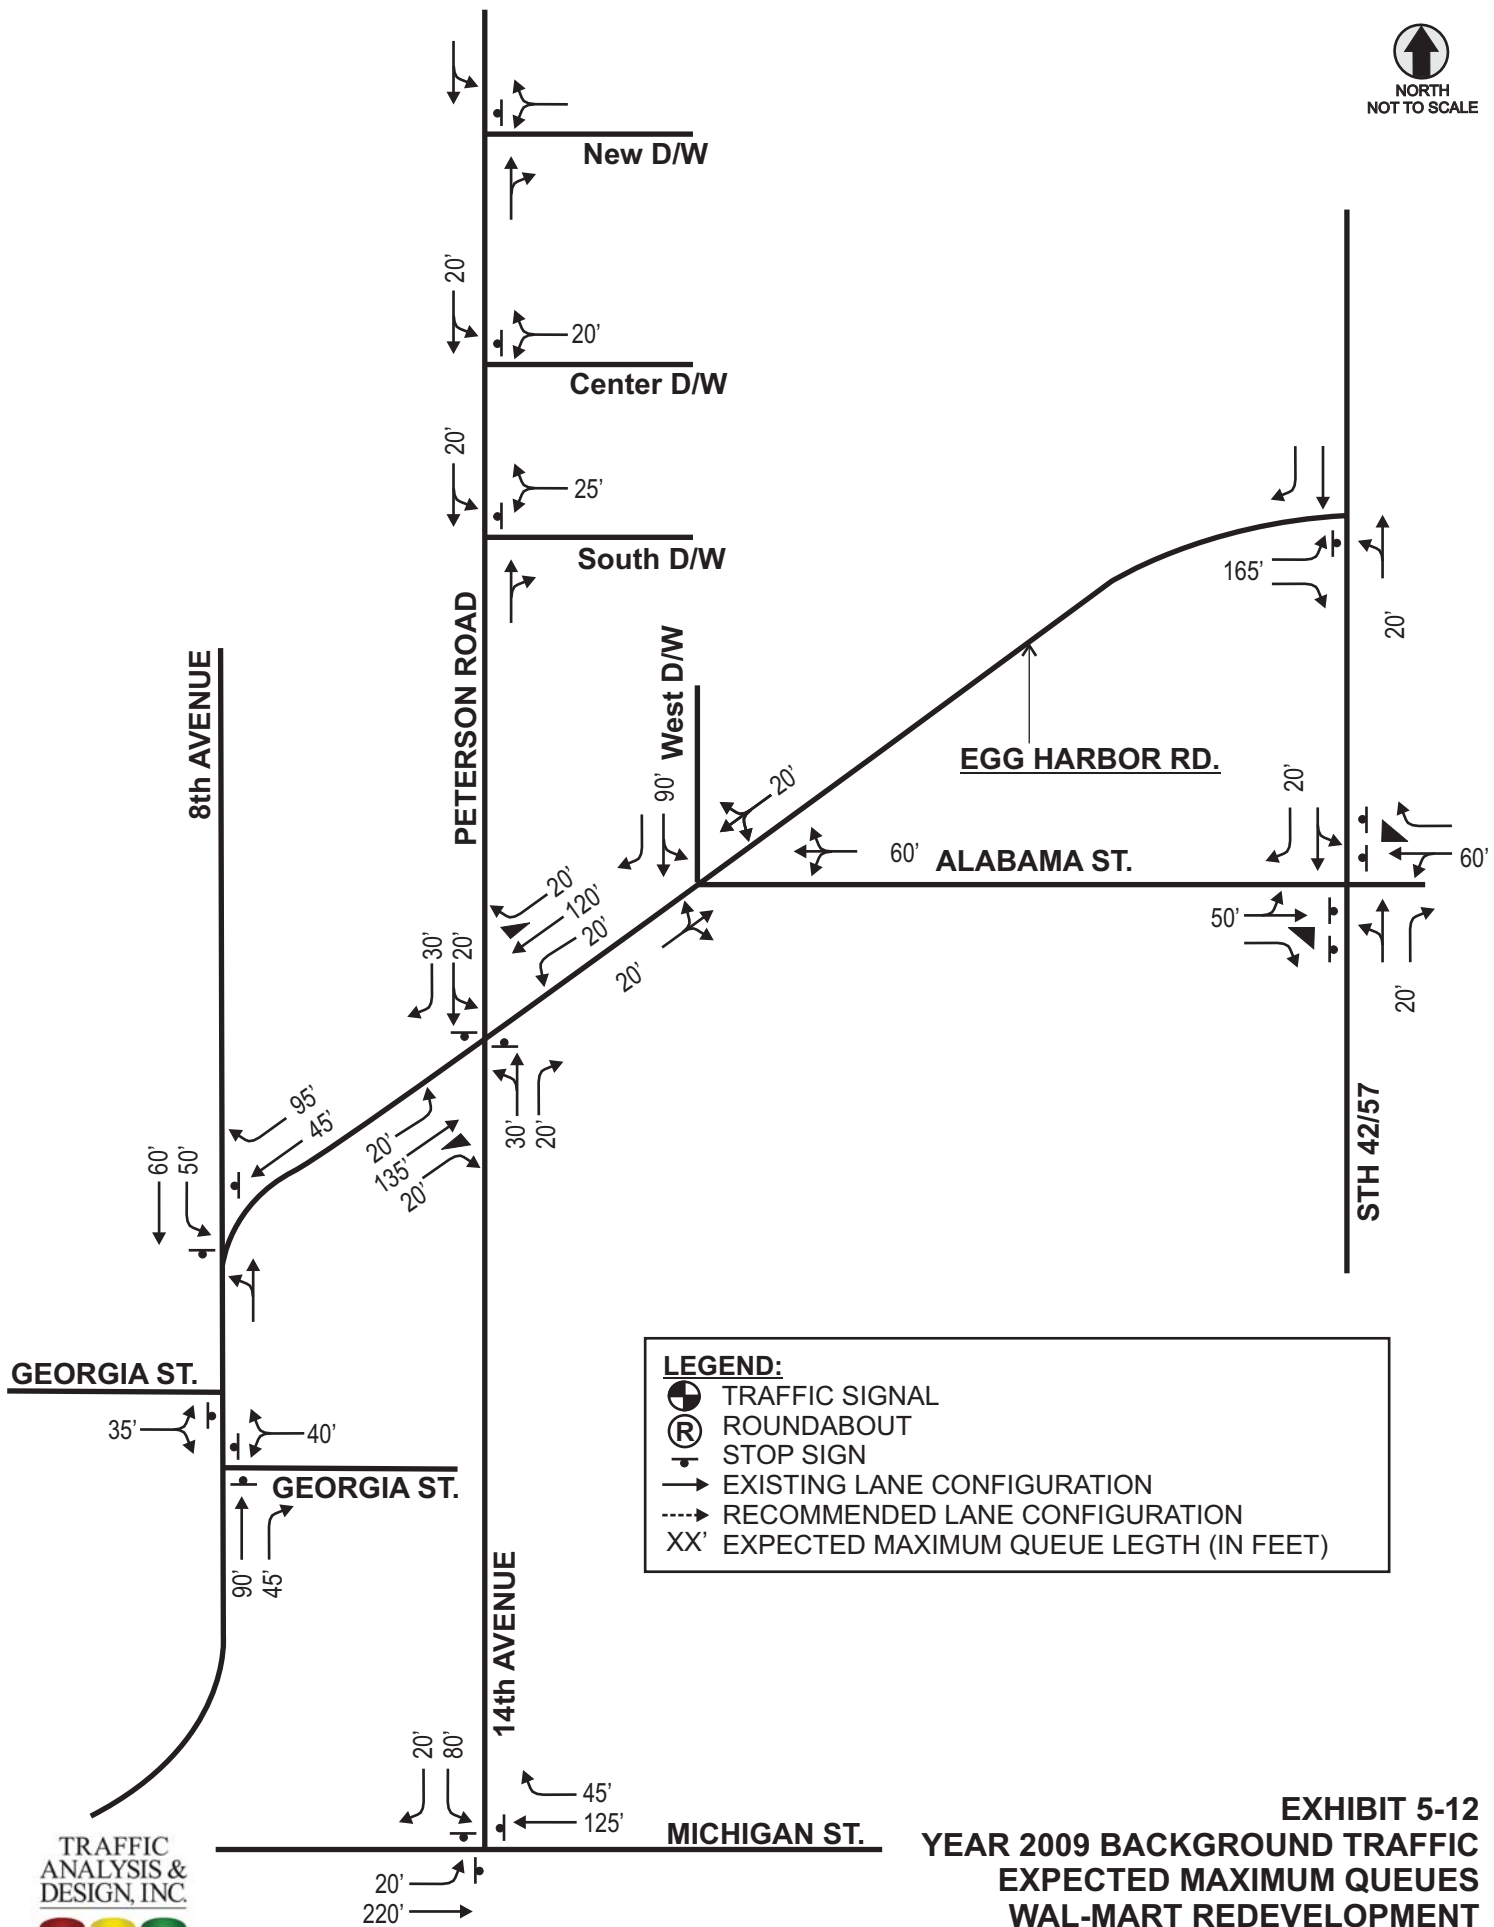 NORTH
NOT TO SCALE
New D/W
20'
20'
Center D/W
20'
25'
South D/W
165'
20'
8th AVENUE
PETERSON ROAD
West D/W
90'
20'
EGG HARBOR RD.
60'
ALABAMA ST.
20'
60'
50'
20'
20'
120'
20'
20'
30'
20'
30'
20'
20'
135'
20'
95'
45'
60'
50'
STH 42/57
GEORGIA ST.
35'
40'
GEORGIA ST.
90'
45'
LEGEND:
TRAFFIC SIGNAL
R ROUNDABOUT
STOP SIGN
EXISTING LANE CONFIGURATION
RECOMMENDED LANE CONFIGURATION
XX' EXPECTED MAXIMUM QUEUE LEGTH (IN FEET)
14th AVENUE
20'
80'
45'
125'
MICHIGAN ST.
20'
220'
TRAFFIC
ANALYSIS &
DESIGN, INC.
EXHIBIT 5-12
YEAR 2009 BACKGROUND TRAFFIC
EXPECTED MAXIMUM QUEUES
WAL-MART REDEVELOPMENT